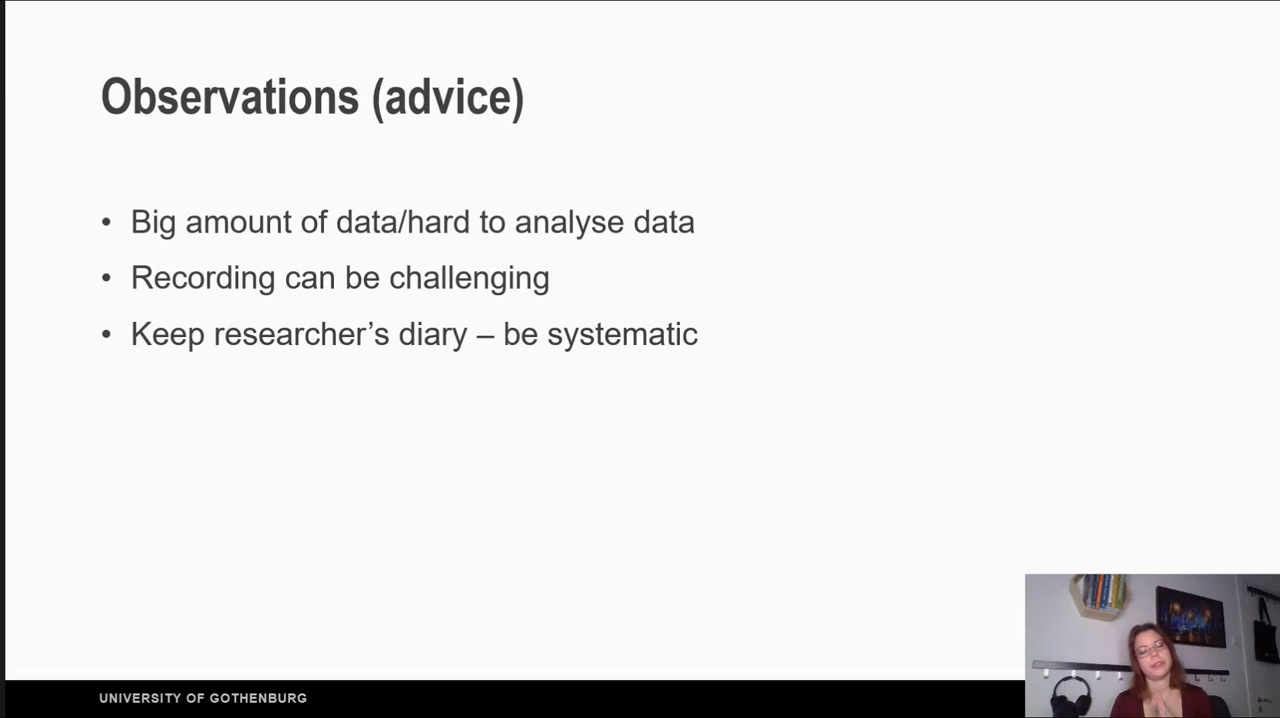 Observations (advice)
• Big amount of data/hard to analyse data
• Recording can be challenging
• Keep researcher’s diary – be systematic
UNIVERSITY OF GOTHENBURG